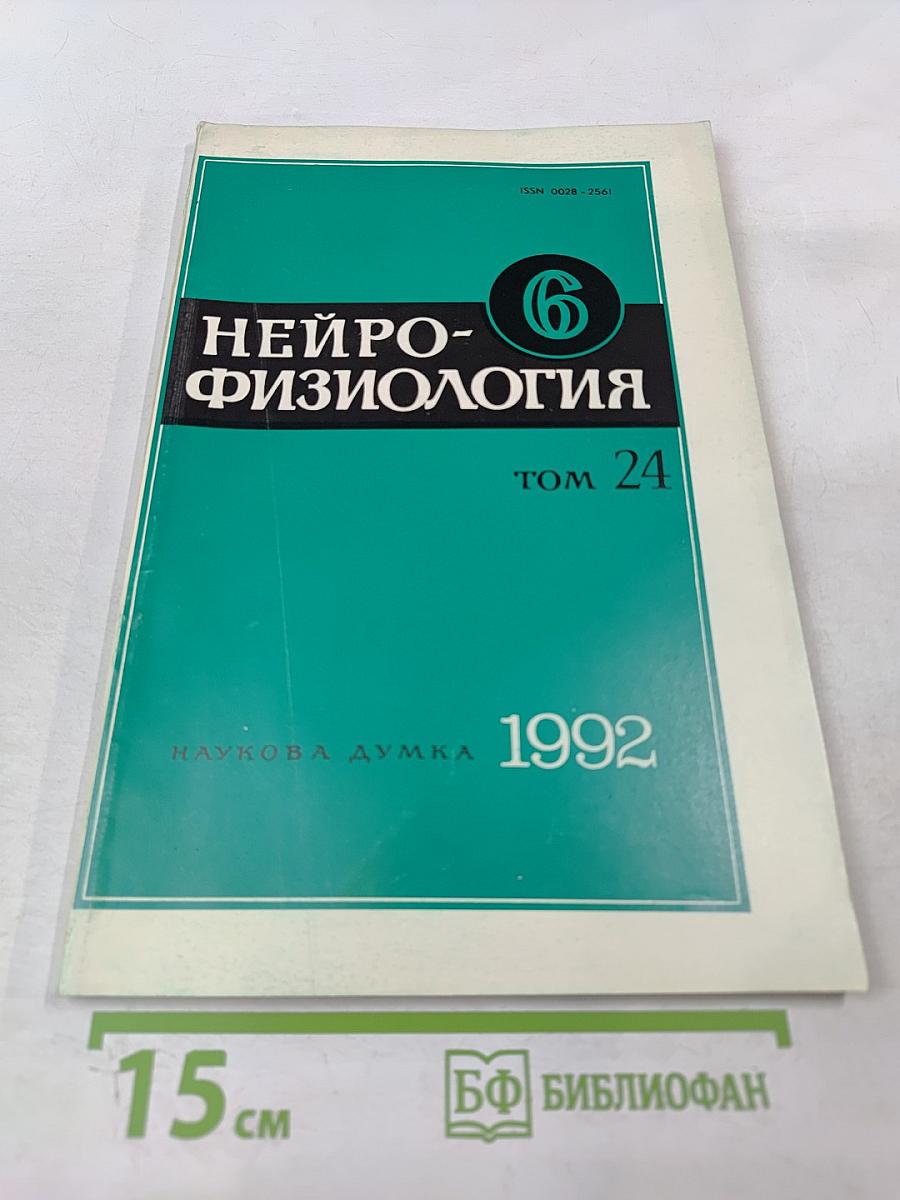 ISSN 0028-2561
6
НЕЙРО-
ФИЗИОЛОГИЯ
том 24
НАУКОВА ДУМКА 1992
15 см
БФ БИБЛИОФАН